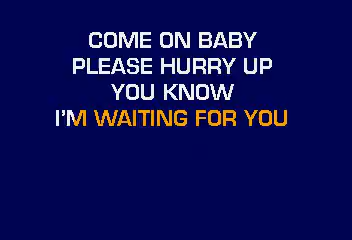 COME ON BABY
PLEASE HURRY UP
YOU KNOW
I'M WAITING FOR YOU